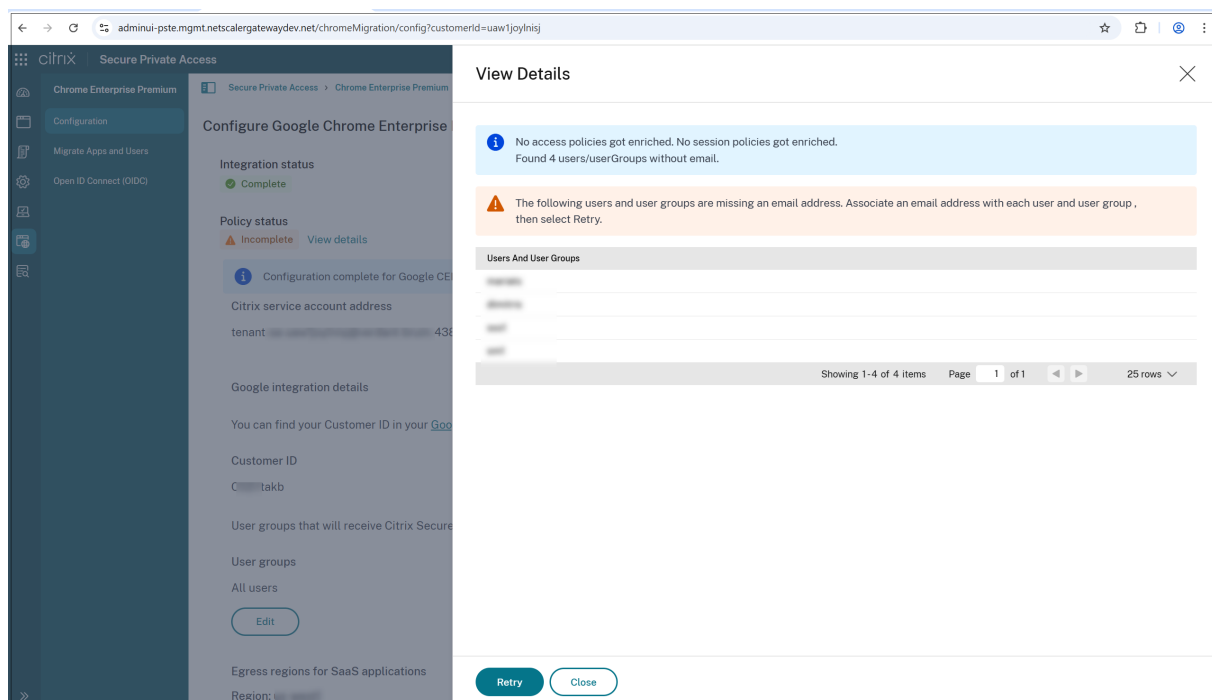 adminui-pste.mgmt.netscalergatewaydev.net/chromeMigration/config?customerId=uaw1joylnisj
citrix
Secure Private Access
Chrome Enterprise Premium
Configuration
Migrate Apps and Users
Open ID Connect (OIDC)
Secure Private Access > Chrome Enterprise Premium
Configure Google Chrome Enterprise
Integration status
Complete
Policy status
Incomplete View details
Configuration complete for Google CE
Citrix service account address
tenant 438
Google integration details
You can find your Customer ID in your Goo
Customer ID
takb
User groups that will receive Citrix Secure
User groups
All users
Edit
Egress regions for SaaS applications
Region:
View Details
No access policies got enriched. No session policies got enriched.
Found 4 users/userGroups without email.
The following users and user groups are missing an email address. Associate an email address with each user and user group ,
then select Retry.
Users And User Groups
Showing 1-4 of 4 items Page 1 of 1 25 rows
Retry Close